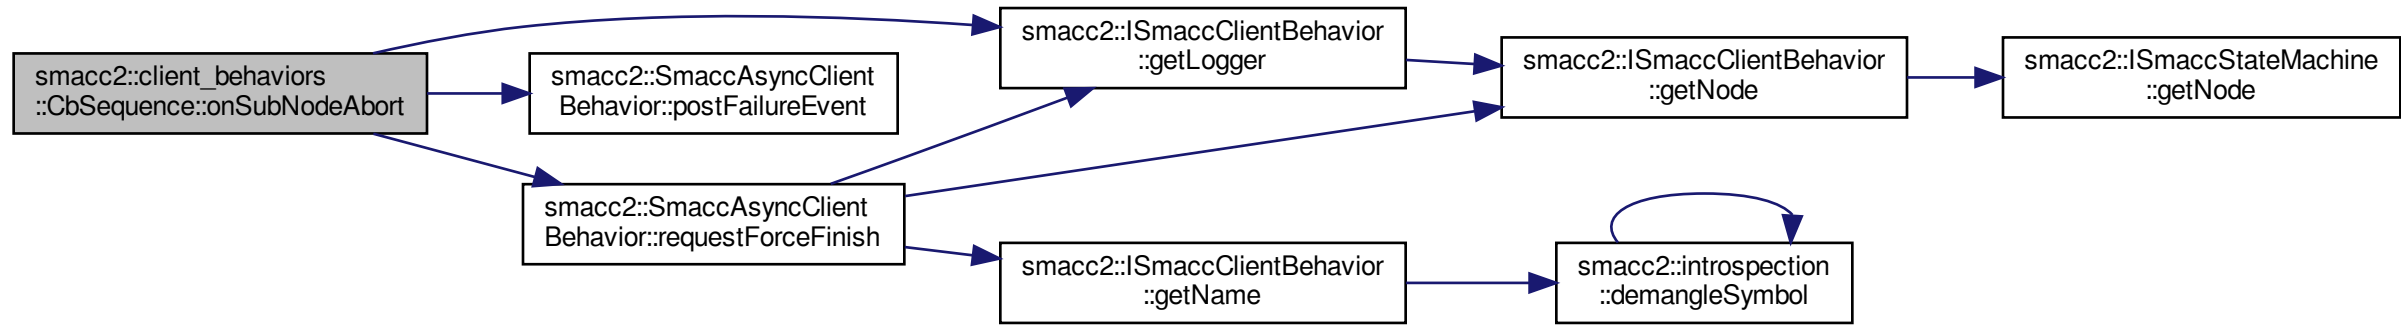 smacc2::client_behaviors
::CbSequence::onSubNodeAbort
smacc2::ISmaccClientBehavior
::getLogger
smacc2::ISmaccClientBehavior
::getNode
smacc2::ISmaccStateMachine
::getNode
smacc2::SmaccAsyncClient
Behavior::postFailureEvent
smacc2::SmaccAsyncClient
Behavior::requestForceFinish
smacc2::ISmaccClientBehavior
::getName
smacc2::introspection
::demangleSymbol